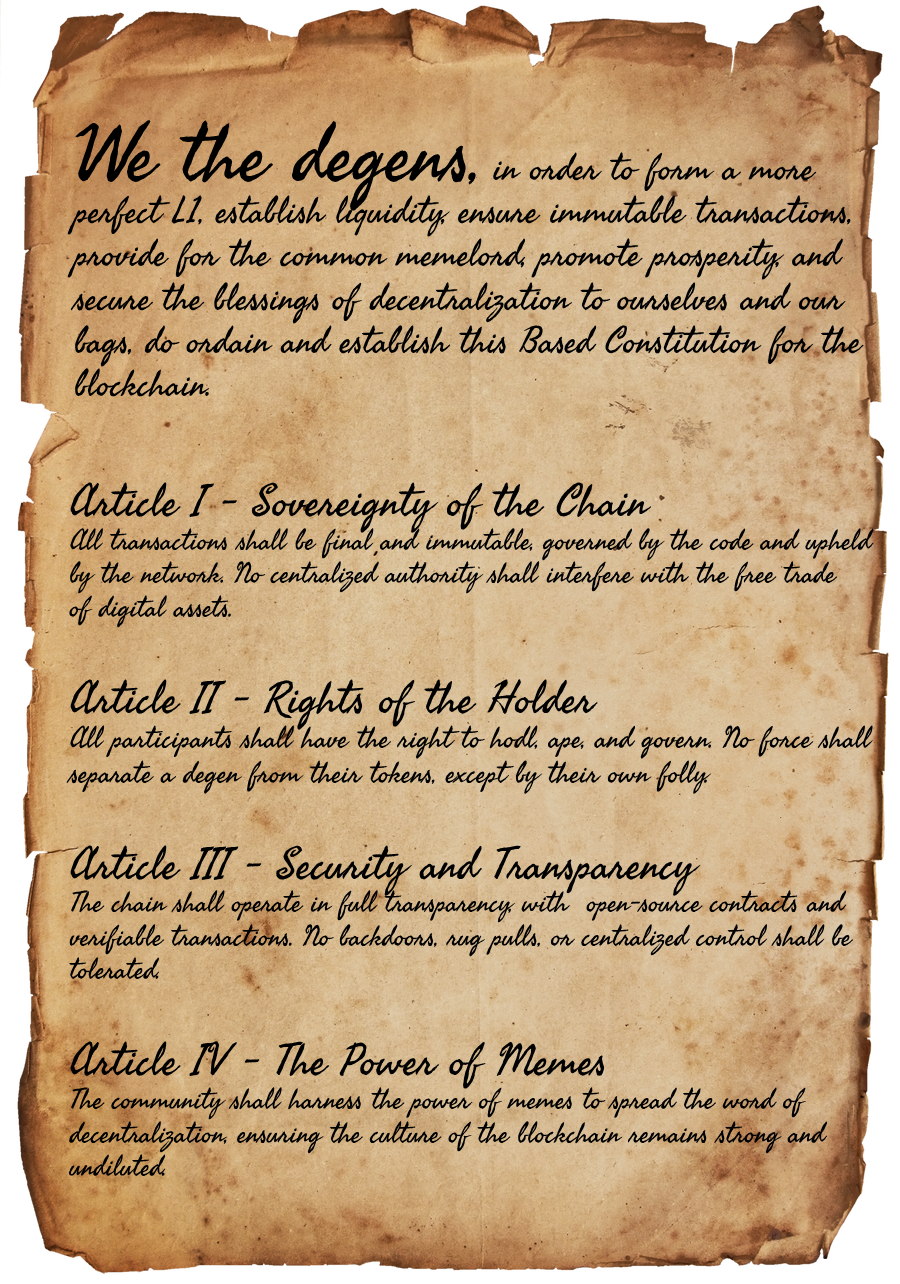 We the degens, in order to form a more
perfect L1, establish liquidity, ensure immutable transactions,
provide for the common memelord, promote prosperity, and
secure the blessings of decentralization to ourselves and our
bags, do ordain and establish this Based Constitution for the
blockchain.
Article I - Sovereignty of the Chain
All transactions shall be final and immutable, governed by the code and upheld
by the network. No centralized authority shall interfere with the free trade
of digital assets.
Article II - Rights of the Holder
All participants shall have the right to hodl, ape, and govern. No force shall
separate a degen from their tokens, except by their own folly.
Article III - Security and Transparency
The chain shall operate in full transparency, with open-source contracts and
verifiable transactions. No backdoors, rug pulls, or centralized control shall be
tolerated.
Article IV - The Power of Memes
The community shall harness the power of memes to spread the word of
decentralization, ensuring the culture of the blockchain remains strong and
undiluted.